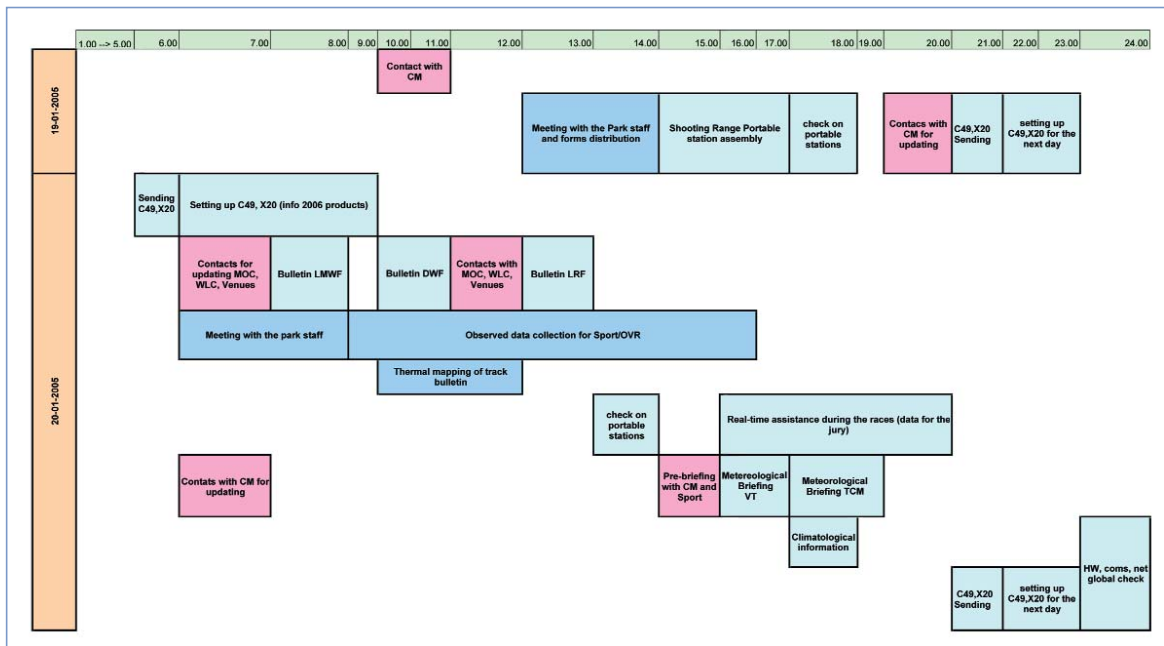 1.00 --> 5.00 6.00 7.00 8.00 9.00 10.00 11.00 12.00 13.00 14.00 15.00 16.00 17.00 18.00 19.00 20.00 21.00 22.00 23.00 24.00
19-01-2005
Contact with
CM
Meeting with the Park staff
and forms distribution
Shooting Range Portable
station assembly
check on
portable
stations
Contacs with
CM for
updating
C49,X20
Sending
setting up
C49,X20 for the
next day
20-01-2005
Sending
C49,X20
Setting up C49, X20 (info 2006 products)
Contacts for
updating MOC,
WLC, Venues
Bulletin LMWF
Bulletin DWF
Contacts with
MOC, WLC,
Venues
Bulletin LRF
Meeting with the park staff
Observed data collection for Sport/OVR
Thermal mapping of track
bulletin
check on
portable
stations
Real-time assistance during the races (data for the
jury)
Contats with CM for
updating
Pre-briefing
with CM and
Sport
Metereological
Briefing
VT
Meteorological
Briefing TCM
Climatological
information
C49,X20
Sending
setting up
C49,X20 for the
next day
HW, coms, net
global check